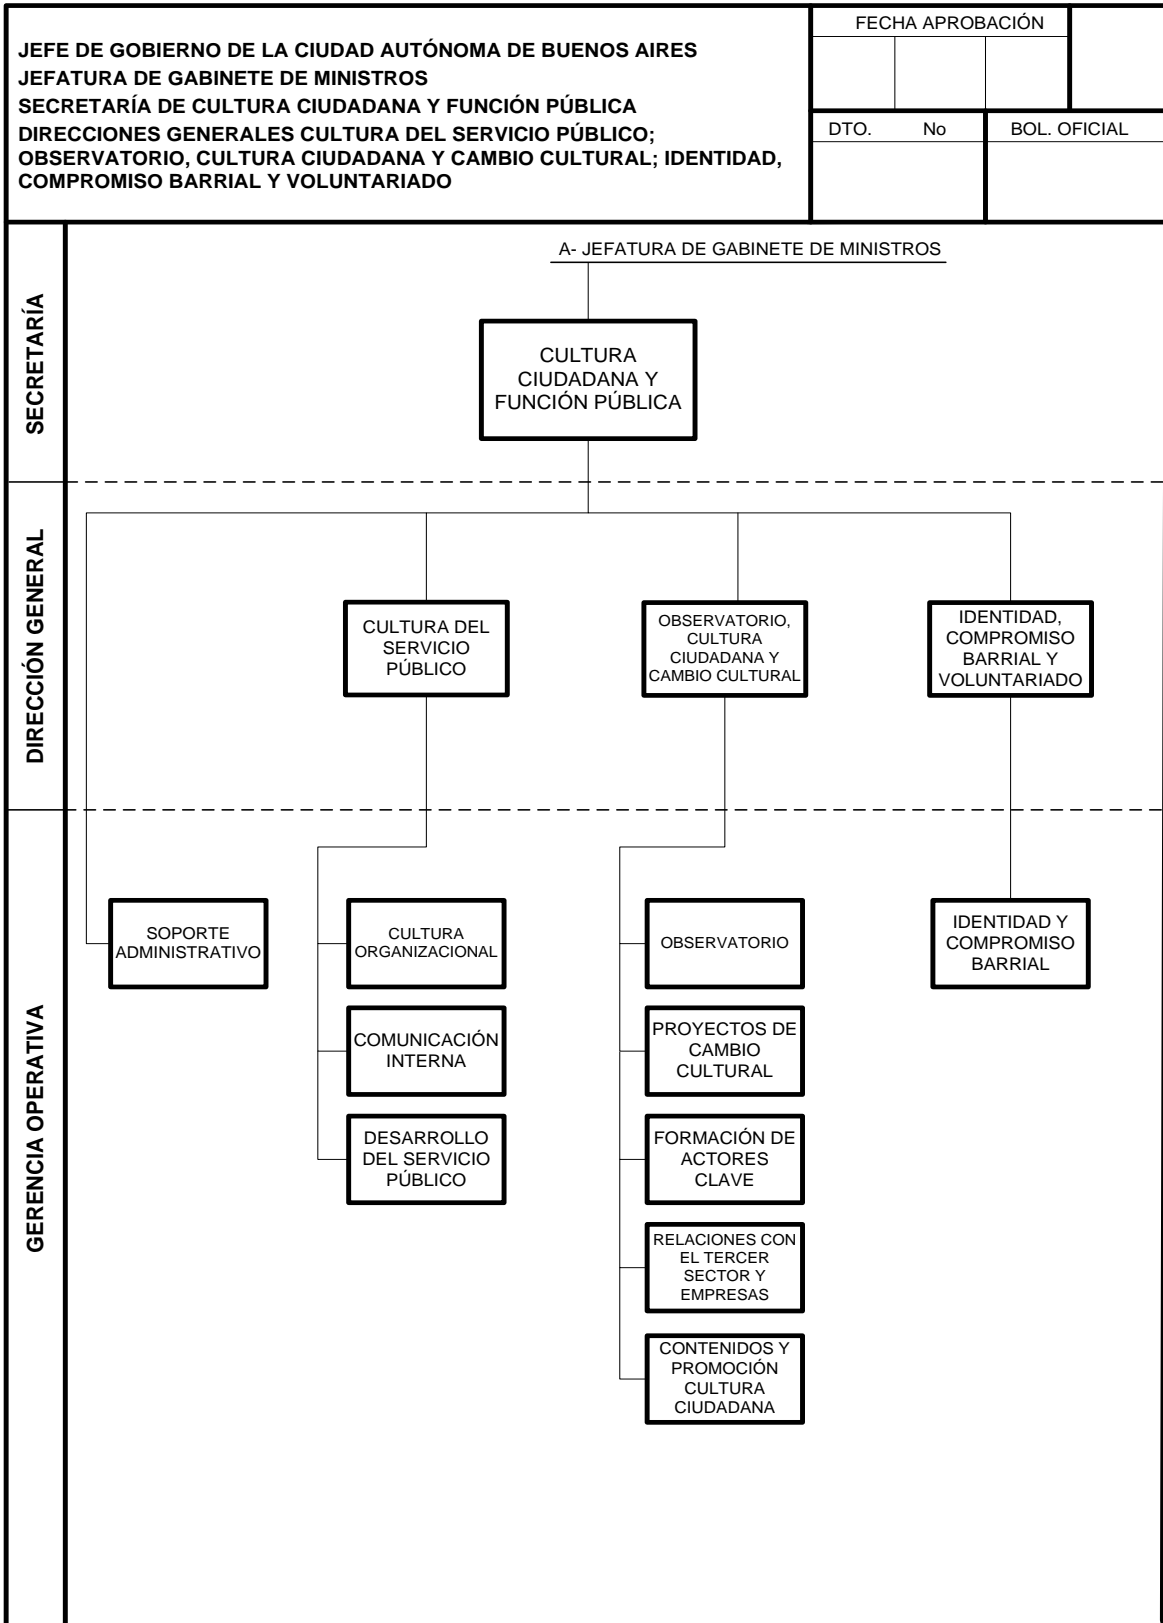 JEFE DE GOBIERNO DE LA CIUDAD AUTÓNOMA DE BUENOS AIRES
JEFATURA DE GABINETE DE MINISTROS
SECRETARÍA DE CULTURA CIUDADANA Y FUNCIÓN PÚBLICA
DIRECCIONES GENERALES CULTURA DEL SERVICIO PÚBLICO;
OBSERVATORIO, CULTURA CIUDADANA Y CAMBIO CULTURAL; IDENTIDAD,
COMPROMISO BARRIAL Y VOLUNTARIADO
FECHA APROBACIÓN
DTO. No
BOL. OFICIAL
SECRETARÍA
A- JEFATURA DE GABINETE DE MINISTROS
CULTURA
CIUDADANA Y
FUNCIÓN PÚBLICA
DIRECCIÓN GENERAL
CULTURA DEL
SERVICIO
PÚBLICO
OBSERVATORIO,
CULTURA
CIUDADANA Y
CAMBIO CULTURAL
IDENTIDAD,
COMPROMISO
BARRIAL Y
VOLUNTARIADO
GERENCIA OPERATIVA
SOPORTE
ADMINISTRATIVO
CULTURA
ORGANIZACIONAL
COMUNICACIÓN
INTERNA
DESARROLLO
DEL SERVICIO
PÚBLICO
OBSERVATORIO
PROYECTOS DE
CAMBIO
CULTURAL
FORMACIÓN DE
ACTORES
CLAVE
RELACIONES CON
EL TERCER
SECTOR Y
EMPRESAS
CONTENIDOS Y
PROMOCIÓN
CULTURA
CIUDADANA
IDENTIDAD Y
COMPROMISO
BARRIAL